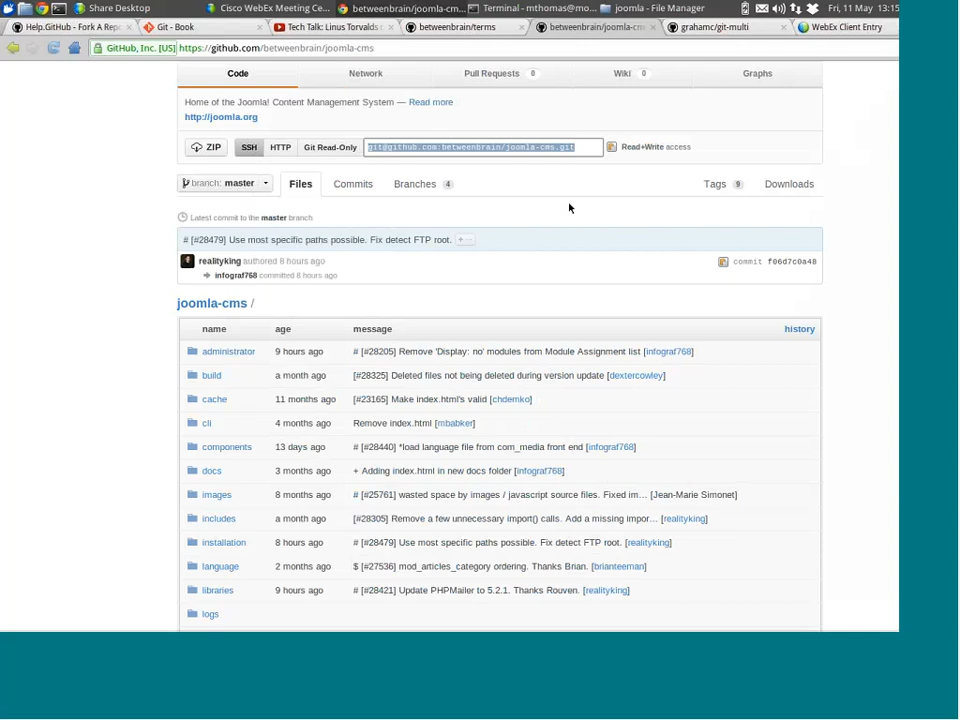 Share Desktop
Cisco WebEx Meeting Ce...
betweenbrain/joomla-cm...
Terminal - mthomas@mo...
joomla - File Manager
Fri, 11 May 13:15
Help.GitHub - Fork A Rep
Git - Book
Tech Talk: Linus Torvalds
betweenbrain/terms
betweenbrain/joomla-cms
grahamc/git-multi
WebEx Client Entry
GitHub, Inc. [US] https://github.com/betweenbrain/joomla-cms
Code Network Pull Requests 0 Wiki 0 Graphs
Home of the Joomla! Content Management System — Read more
http://joomla.org
ZIP SSH HTTP Git Read-Only git@github.com:betweenbrain/joomla-cms.git Read+Write access
branch: master Files Commits Branches 4 Tags 9 Downloads
Latest commit to the master branch
# [#28479] Use most specific paths possible. Fix detect FTP root.
realityking authored 8 hours ago commit f06d7c0a48
infograf768 committed 8 hours ago
joomla-cms /
name age message history
administrator 9 hours ago # [#28205] Remove 'Display: no' modules from Module Assignment list [infograf768]
build a month ago [#28325] Deleted files not being deleted during version update [dextercowley]
cache 11 months ago [#23165] Make index.html's valid [chdemko]
cli 4 months ago Remove index.html [mbabker]
components 13 days ago # [#28440] *load language file from com_media front end [infograf768]
docs 3 months ago + Adding index.html in new docs folder [infograf768]
images 8 months ago # [#25761] wasted space by images / javascript source files. Fixed im... [Jean-Marie Simonet]
includes a month ago [#28305] Remove a few unnecessary import() calls. Add a missing impor... [realityking]
installation 8 hours ago # [#28479] Use most specific paths possible. Fix detect FTP root. [realityking]
language 2 months ago $ [#27536] mod_articles_category ordering. Thanks Brian. [brianteeman]
libraries 9 hours ago # [#28421] Update PHPMailer to 5.2.1. Thanks Rouven. [realityking]
logs